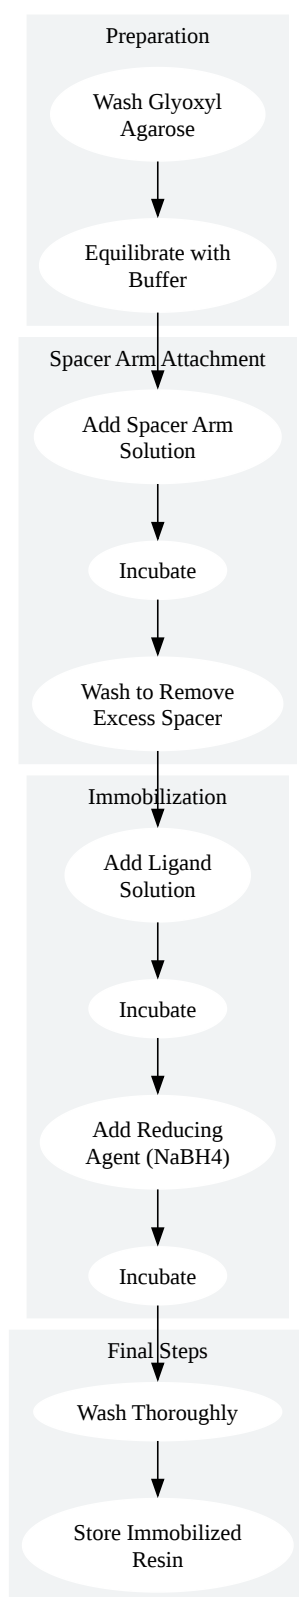 Preparation
Wash Glyoxyl
Agarose
Equilibrate with
Buffer
Spacer Arm Attachment
Add Spacer Arm
Solution
Incubate
Wash to Remove
Excess Spacer
Immobilization
Add Ligand
Solution
Incubate
Add Reducing
Agent (NaBH4)
Incubate
Final Steps
Wash Thoroughly
Store Immobilized
Resin